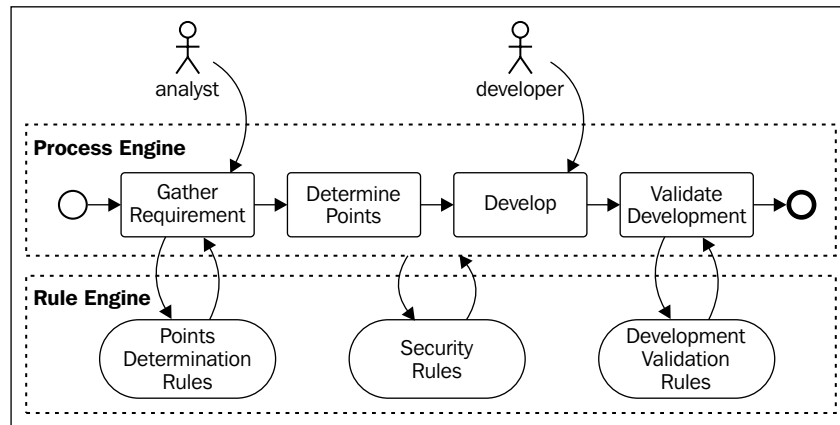 analyst
developer
Process Engine
Gather
Requirement
Determine
Points
Develop
Validate
Development
Rule Engine
Points
Determination
Rules
Security
Rules
Development
Validation
Rules